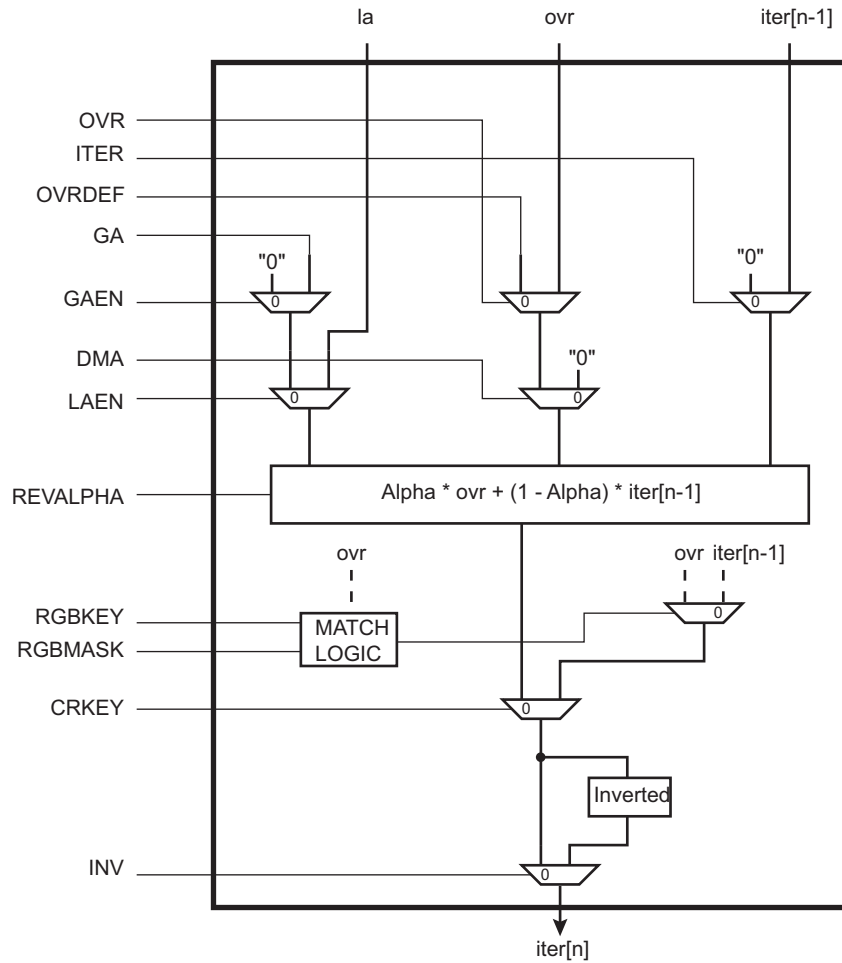 la
ovr
iter[n-1]
OVR
ITER
OVRDEF
GA
"0"
"0"
GAEN
0
0
0
DMA
"0"
LAEN
0
0
REVALPHA
Alpha * ovr + (1 - Alpha) * iter[n-1]
ovr
ovr iter[n-1]
RGBKEY
0
MATCH
LOGIC
RGBMASK
CRKEY
0
Inverted
INV
0
iter[n]